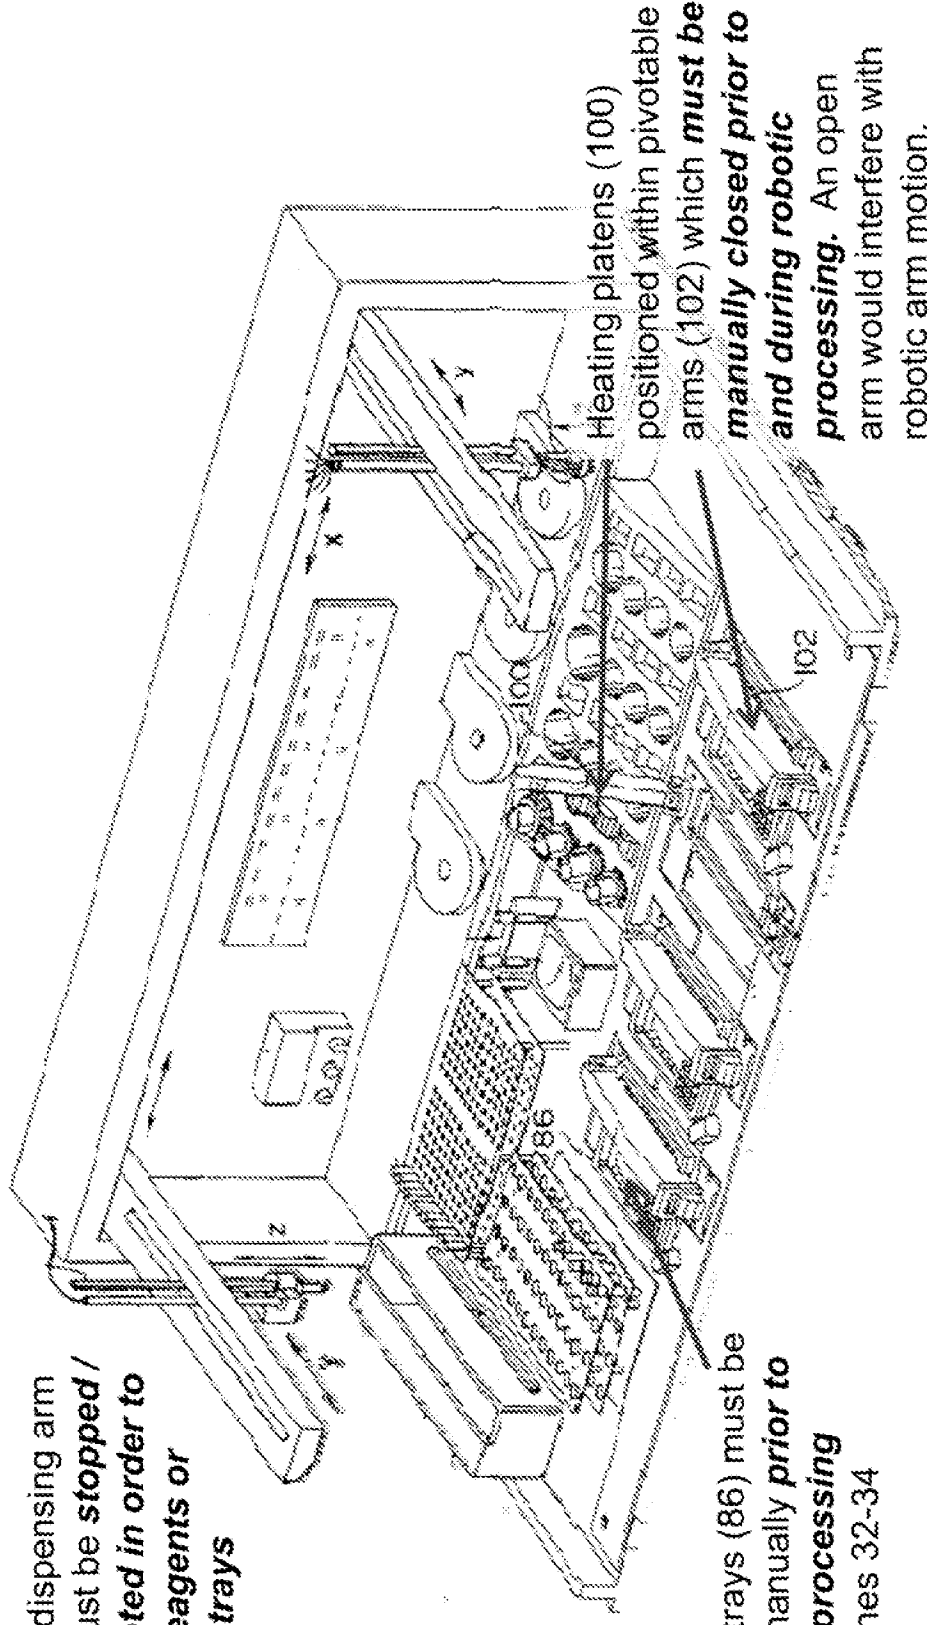 dispensing arm
ust be stopped /
ted in order to
eagents or
trays
Heating platens (100)
positioned within pivotable
arms (102) which must be
manually closed prior to
and during robotic
processing. An open
arm would interfere with
robotic arm motion.
x
y
z
y
100
86
102
trays (86) must be
manually prior to
processing
nes 32-34